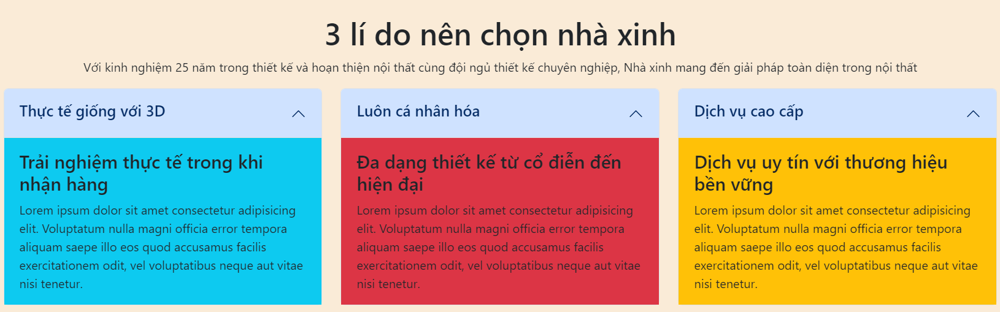 3 lí do nên chọn nhà xinh
Với kinh nghiệm 25 năm trong thiết kế và hoạn thiện nội thất cùng đội ngủ thiết kế chuyên nghiệp, Nhà xinh mang đến giải pháp toàn diện trong nội thất
Thực tế giống với 3D
Trải nghiệm thực tế trong khi
nhận hàng
Lorem ipsum dolor sit amet consectetur adipisicing
elit. Voluptatum nulla magni officia error tempora
aliquam saepe illo eos quod accusamus facilis
exercitationem odit, vel voluptatibus neque aut vitae
nisi tenetur.
Luôn cá nhân hóa
Đa dạng thiết kế từ cổ điễn đến
hiện đại
Lorem ipsum dolor sit amet consectetur adipisicing
elit. Voluptatum nulla magni officia error tempora
aliquam saepe illo eos quod accusamus facilis
exercitationem odit, vel voluptatibus neque aut vitae
nisi tenetur.
Dịch vụ cao cấp
Dịch vụ uy tín với thương hiệu
bền vững
Lorem ipsum dolor sit amet consectetur adipisicing
elit. Voluptatum nulla magni officia error tempora
aliquam saepe illo eos quod accusamus facilis
exercitationem odit, vel voluptatibus neque aut vitae
nisi tenetur.